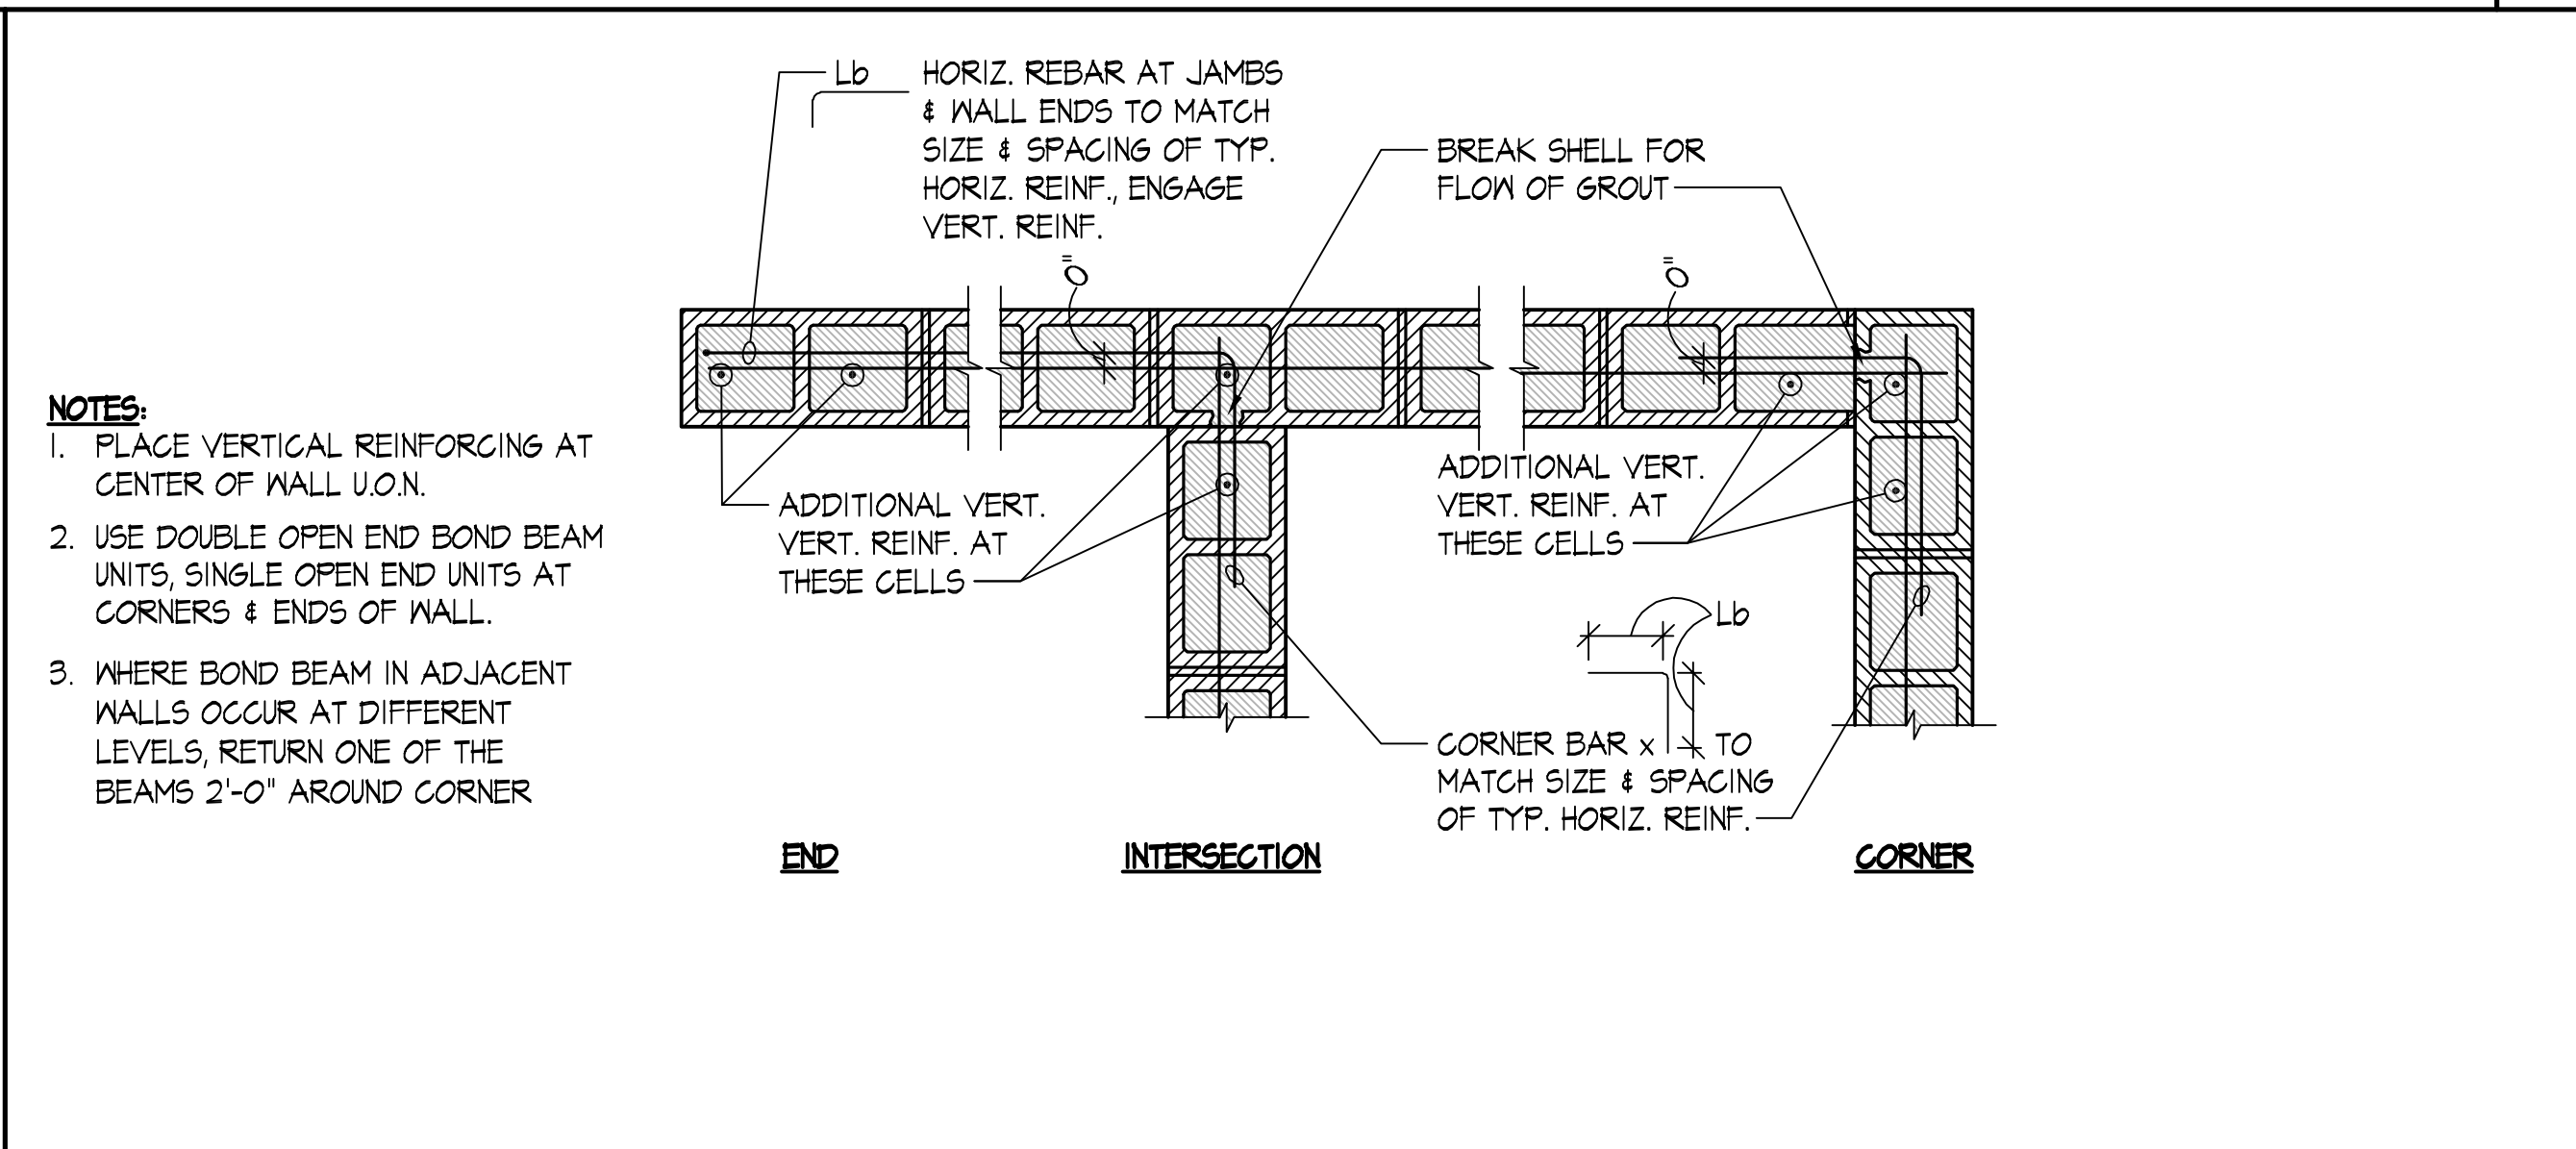 Lb
HORIZ. REBAR AT JAMBS
& WALL ENDS TO MATCH
SIZE & SPACING OF TYP.
HORIZ. REINF., ENGAGE
VERT. REINF.
BREAK SHELL FOR
FLOW OF GROUT
0"
0"
NOTES:
1. PLACE VERTICAL REINFORCING AT
CENTER OF WALL U.O.N.
2. USE DOUBLE OPEN END BOND BEAM
UNITS, SINGLE OPEN END UNITS AT
CORNERS & ENDS OF WALL.
3. WHERE BOND BEAM IN ADJACENT
WALLS OCCUR AT DIFFERENT
LEVELS, RETURN ONE OF THE
BEAMS 2'-0" AROUND CORNER
ADDITIONAL VERT.
VERT. REINF. AT
THESE CELLS
ADDITIONAL VERT.
VERT. REINF. AT
THESE CELLS
Lb
CORNER BAR x TO
MATCH SIZE & SPACING
OF TYP. HORIZ. REINF.
END
INTERSECTION
CORNER